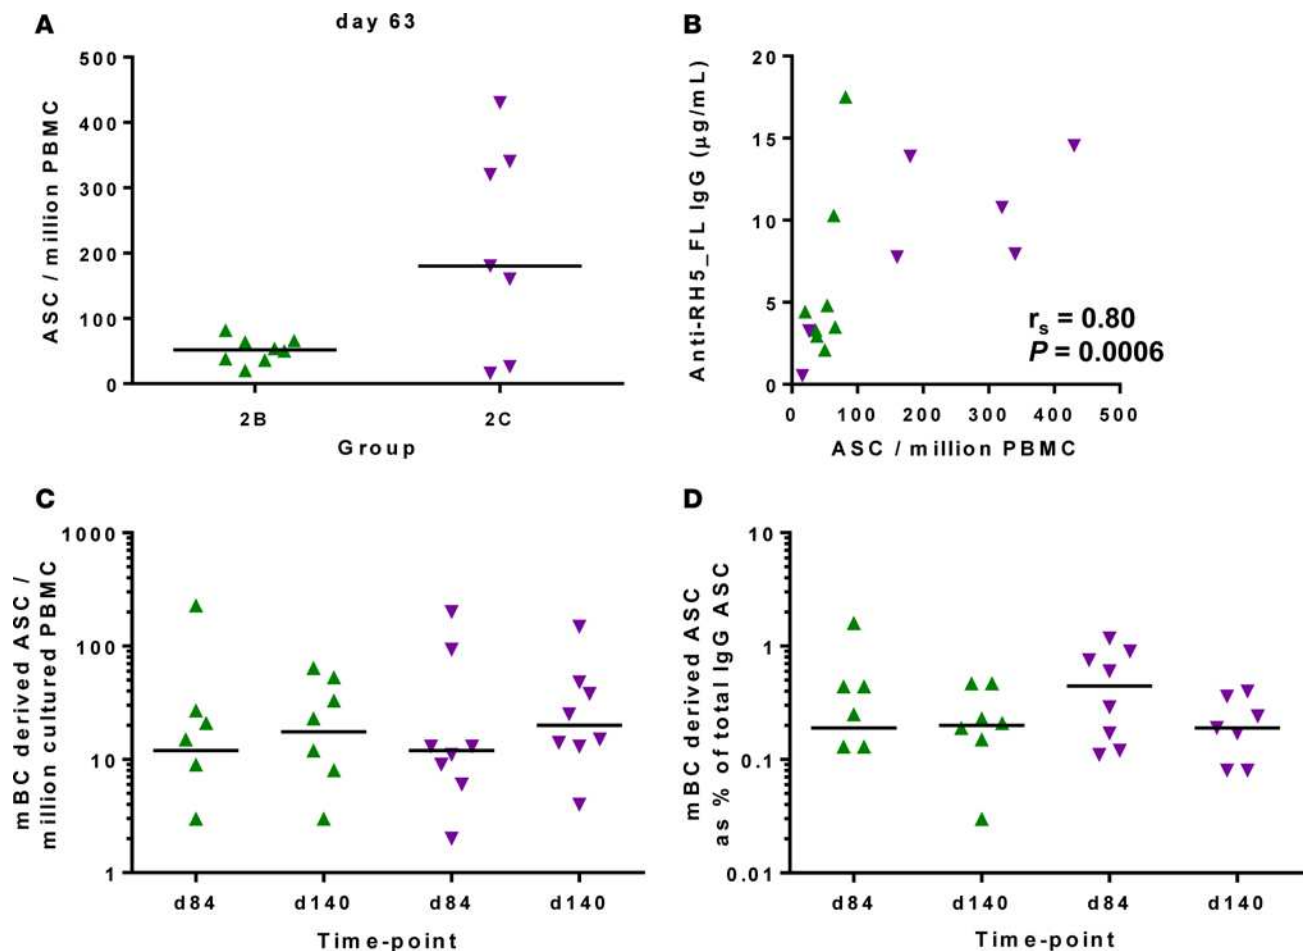 A
day 63
ASC / million PBMC
500
400
300
200
100
0
2B
2C
Group
B
Anti-RH5_FL IgG (µg/mL)
20
15
10
5
0
r_s = 0.80
P = 0.0006
0
100
200
300
400
500
ASC / million PBMC
C
mBC derived ASC /
million cultured PBMC
1000
100
10
1
d84
d140
d84
d140
Time-point
D
mBC derived ASC
as % of total IgG ASC
10
1
0.1
0.01
d84
d140
d84
d140
Time-point